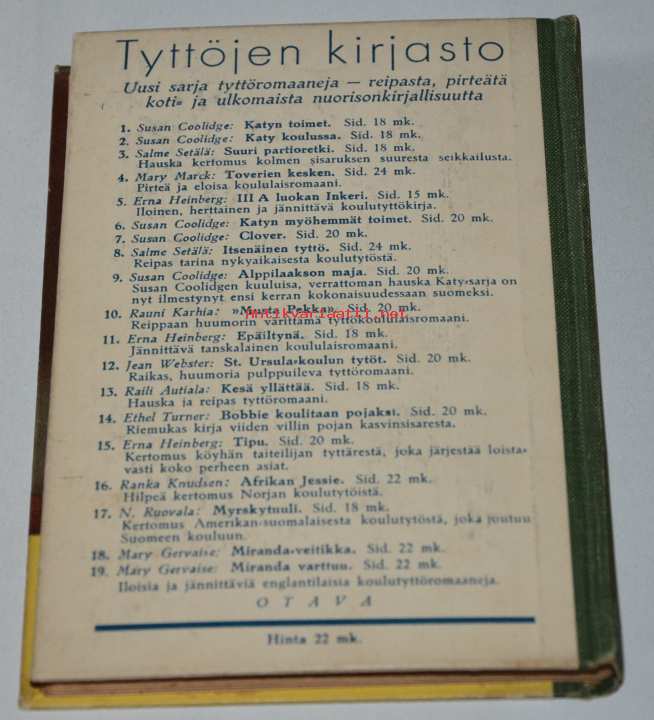 Tyttöjen kirjasto
Uusi sarja tyttöromaaneja — reipasta, pirteätä
koti- ja ulkomaista nuorisonkirjallisuutta
1. Susan Coolidge: Katyn toimet. Sid. 18 mk.
2. Susan Coolidge: Katy koulussa. Sid. 18 mk.
3. Salme Setälä: Suuri partioretki. Sid. 18 mk.
Hauska kertomus kolmen sisaruksen suuresta seikkailusta.
4. Mary Marck: Toverien kesken. Sid. 24 mk.
Pirteä ja eloisa koululaisromaani.
5. Erna Heinberg: III A luokan Inkeri. Sid. 15 mk.
Iloinen, herttainen ja jännittävä koulutyttökirja.
6. Susan Coolidge: Katyn myöhemmät toimet. Sid. 20 mk.
7. Susan Coolidge: Clover. Sid. 20 mk.
8. Salme Setälä: Itsenäinen tyttö. Sid. 24 mk.
Reipas tarina nykyaikaisesta koulutytöstä.
9. Susan Coolidge: Alppilaakson maja. Sid. 20 mk.
Susan Coolidgen kuuluisa, verrattoman hauska Katy-sarja on
nyt ilmestynyt ensi kerran kokonaisuudessaan suomeksi.
10. Rauni Karhia: »Musta Pekka». Sid. 20 mk.
Antikvariaatit.net
Reippaan huumorin värittämä tyttökoululaisromaani.
11. Erna Heinberg: Epäiltynä. Sid. 18 mk.
Jännittävä tanskalainen koululaisromaani.
12. Jean Webster: St. Ursula-koulun tytöt. Sid. 20 mk.
Raikas, huumoria pulppuileva tyttöromaani.
13. Raili Autiala: Kesä yllättää. Sid. 18 mk.
Hauska ja reipas tyttöromaani.
14. Ethel Turner: Bobbie koulitaan pojaksi. Sid. 20 mk.
Riemukas kirja viiden villin pojan kasvinsisaresta.
15. Erna Heinberg: Tipu. Sid. 20 mk.
Kertomus köyhän taiteilijan tyttärestä, joka järjestää loista-
vasti koko perheen asiat.
16. Ranka Knudsen: Afrikan Jessie. Sid. 22 mk.
Hilpeä kertomus Norjan koulutytöistä.
17. N. Ruovala: Myrskytuuli. Sid. 18 mk.
Kertomus Amerikan-suomalaisesta koulutytöstä, joka joutuu
Suomeen kouluun.
18. Mary Gervaise: Miranda-veitikka. Sid. 22 mk.
19. Mary Gervaise: Miranda varttuu. Sid. 22 mk.
Iloisia ja jännittäviä englantilaisia koulutyttöromaaneja.
OTAVA
Hinta 22 mk.